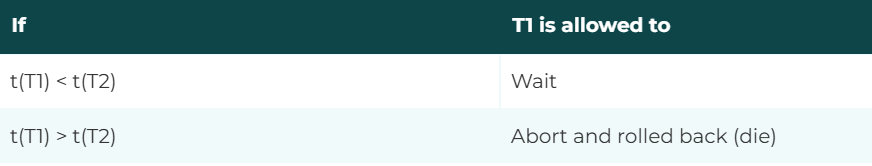 If T1 is allowed to
t(T1) < t(T2) Wait
t(T1) > t(T2) Abort and rolled back (die)